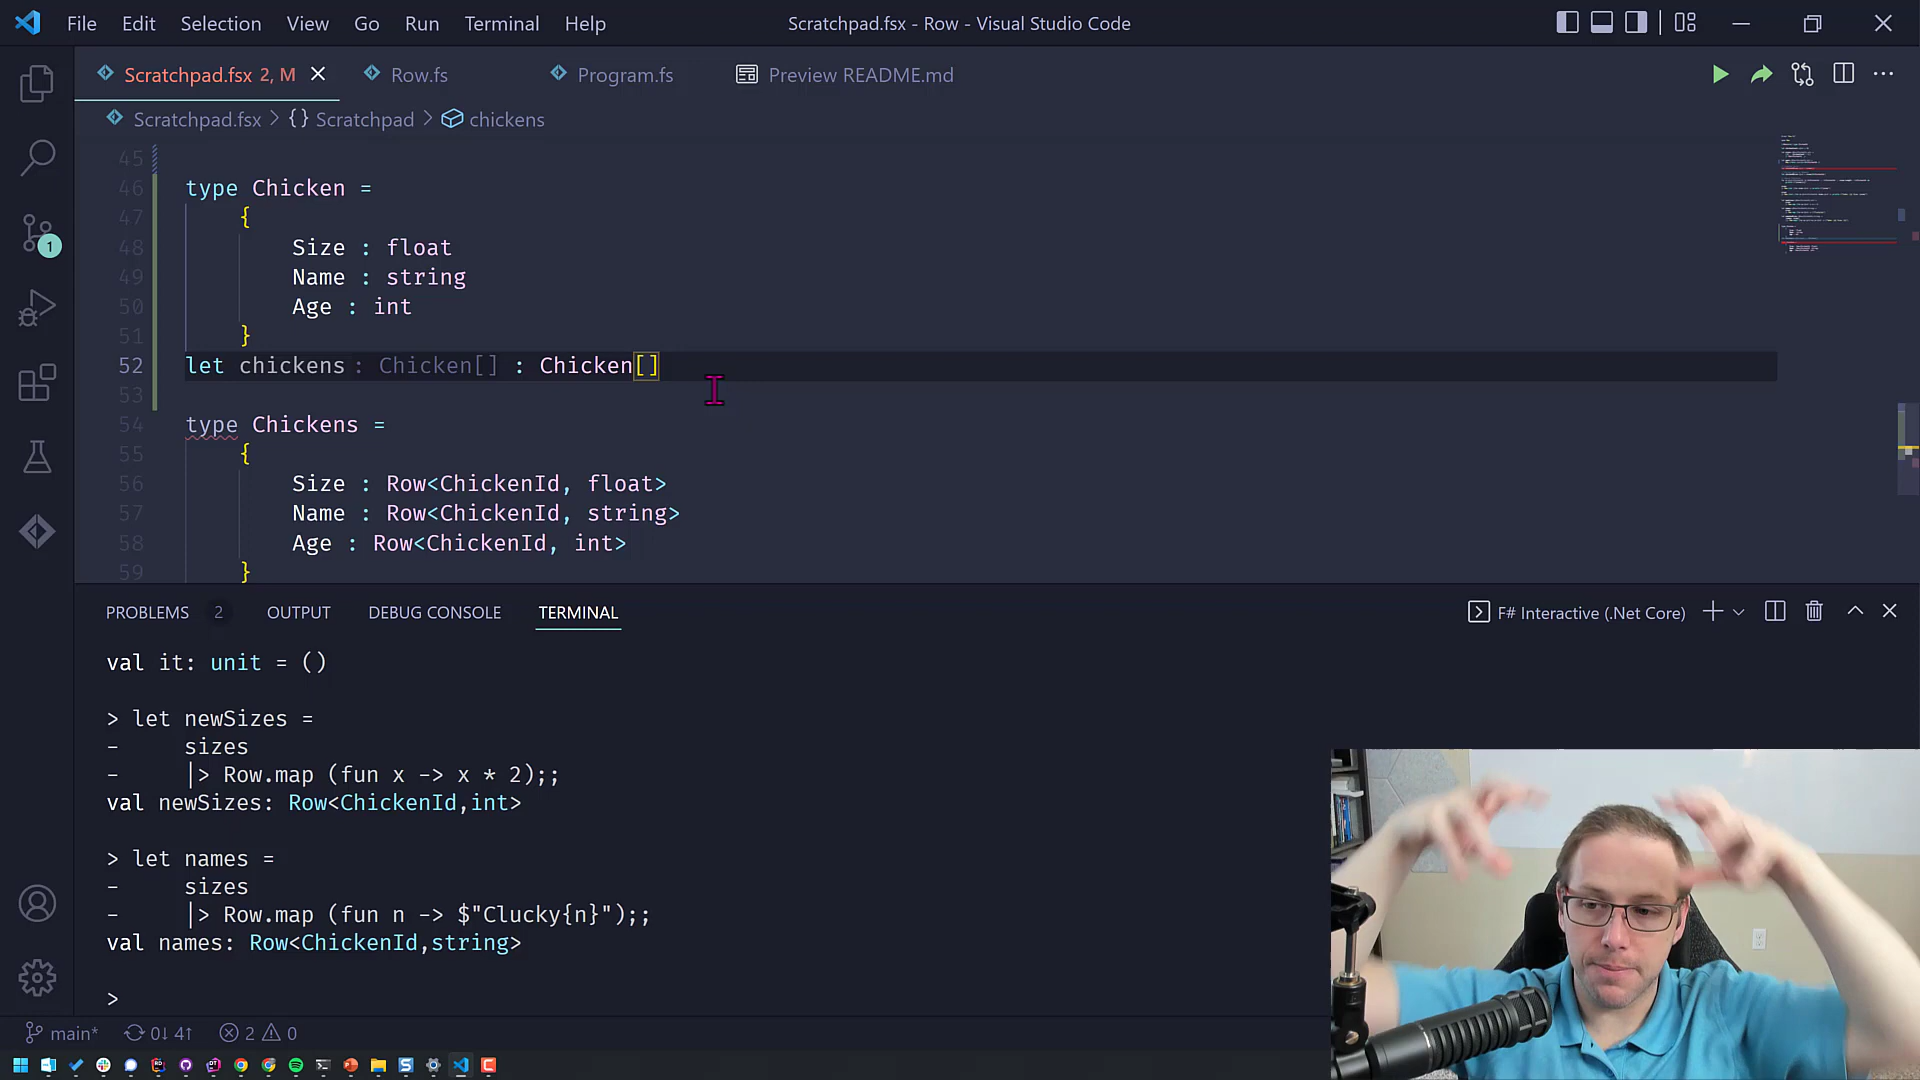 File Edit Selection View Go Run Terminal Help
Scratchpad.fsx - Row - Visual Studio Code
Scratchpad.fsx 2, M
Row.fs
Program.fs
Preview README.md
Scratchpad.fsx > {} Scratchpad > chickens
45
46 type Chicken =
47 {
48 Size : float
49 Name : string
50 Age : int
51 }
52 let chickens : Chicken[] : Chicken[]
53
54 type Chickens =
55 {
56 Size : Row<ChickenId, float>
57 Name : Row<ChickenId, string>
58 Age : Row<ChickenId, int>
59 }
1
PROBLEMS 2 OUTPUT DEBUG CONSOLE TERMINAL
F# Interactive (.Net Core)
val it: unit = ()
> let newSizes =
- sizes
- |> Row.map (fun x -> x * 2);;
val newSizes: Row<ChickenId,int>
> let names =
- sizes
- |> Row.map (fun n -> $"Clucky{n}");;
val names: Row<ChickenId,string>
>
main* 0↓ 4↑ 2 0